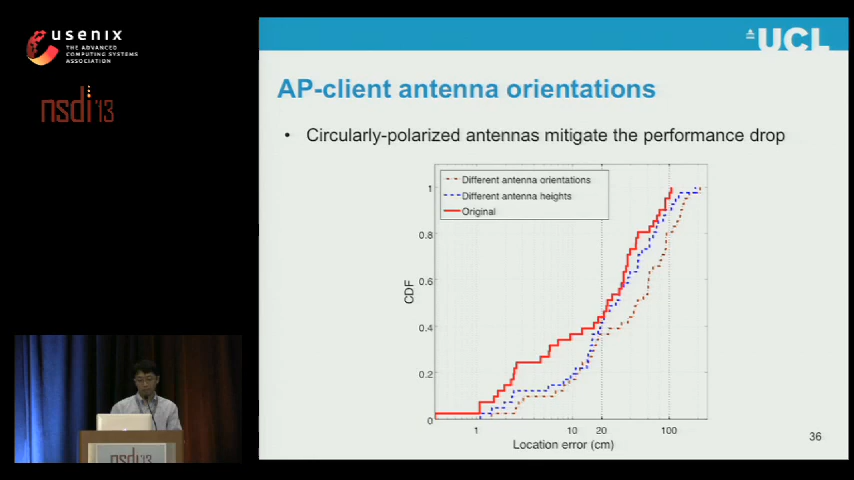 usenix
THE ADVANCED
COMPUTING SYSTEMS
ASSOCIATION
nsdi '13
UCL
AP-client antenna orientations
• Circularly-polarized antennas mitigate the performance drop
Different antenna orientations
Different antenna heights
Original
1
0.8
0.6
0.4
0.2
0
CDF
1
10
20
100
Location error (cm)
36
nsdi '13